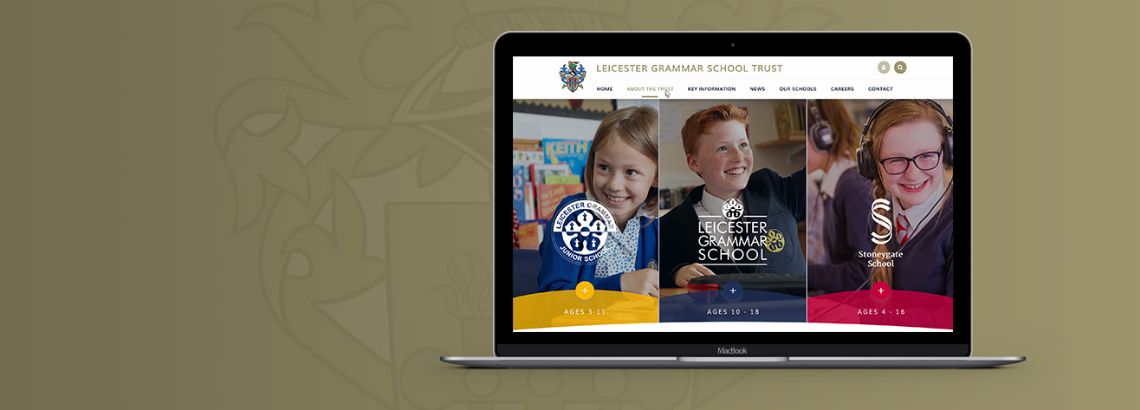 LEICESTER GRAMMAR SCHOOL TRUST
HOME ABOUT THE TRUST KEY INFORMATION NEWS OUR SCHOOLS CAREERS CONTACT
KEITH
LEICESTER GRAMMAR
JUNIOR SCHOOL
LEICESTER
GRAMMAR
SCHOOL
Stoneygate
School
+ + +
AGES 3-11 AGES 10 - 18 AGES 4 - 16
MacBook